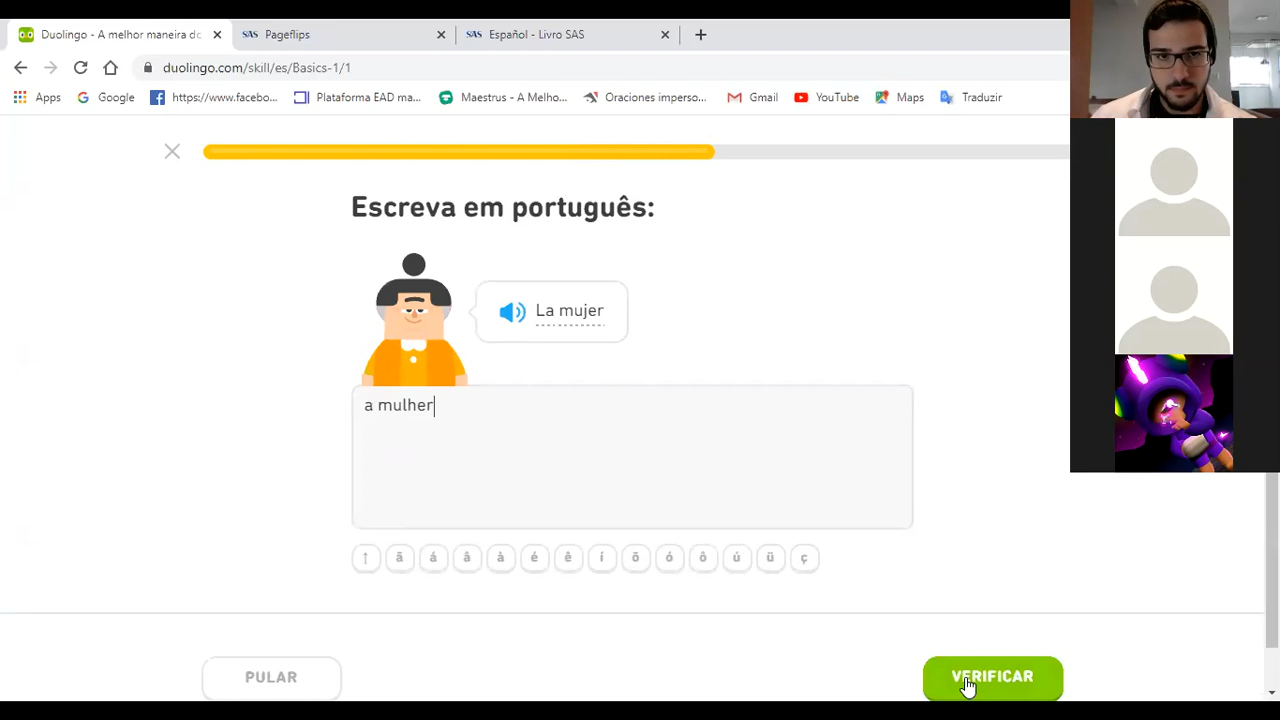 Duolingo - A melhor maneira do
SAS Pageflips
SAS Español - Livro SAS
duolingo.com/skill/es/Basics-1/1
Apps
Google
https://www.facebo...
Plataforma EAD ma...
Maestrus - A Melho...
Oraciones imperso...
Gmail
YouTube
Maps
Traduzir
Escreva em português:
La mujer
a mulher
↑ ã á â à é ê í õ ó ô ú ü ç
PULAR
VERIFICAR